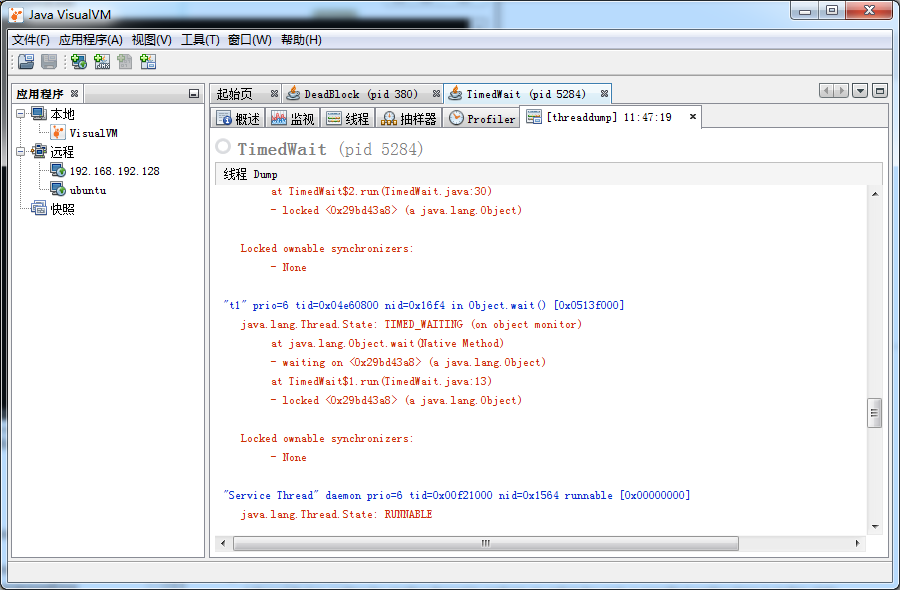 Java VisualVM
文件(F) 应用程序(A) 视图(V) 工具(T) 窗口(W) 帮助(H)
应用程序
本地
VisualVM
远程
192.168.192.128
ubuntu
快照
起始页 DeadBlock (pid 380) TimedWait (pid 5284)
概述 监视 线程 抽样器 Profiler [threaddump] 11:47:19
TimedWait (pid 5284)
线程 Dump
at TimedWait$2.run(TimedWait.java:30)
- locked <0x29bd43a8> (a java.lang.Object)
Locked ownable synchronizers:
- None
"t1" prio=6 tid=0x04e60800 nid=0x16f4 in Object.wait() [0x0513f000]
java.lang.Thread.State: TIMED_WAITING (on object monitor)
at java.lang.Object.wait(Native Method)
- waiting on <0x29bd43a8> (a java.lang.Object)
at TimedWait$1.run(TimedWait.java:13)
- locked <0x29bd43a8> (a java.lang.Object)
Locked ownable synchronizers:
- None
"Service Thread" daemon prio=6 tid=0x00f21000 nid=0x1564 runnable [0x00000000]
java.lang.Thread.State: RUNNABLE